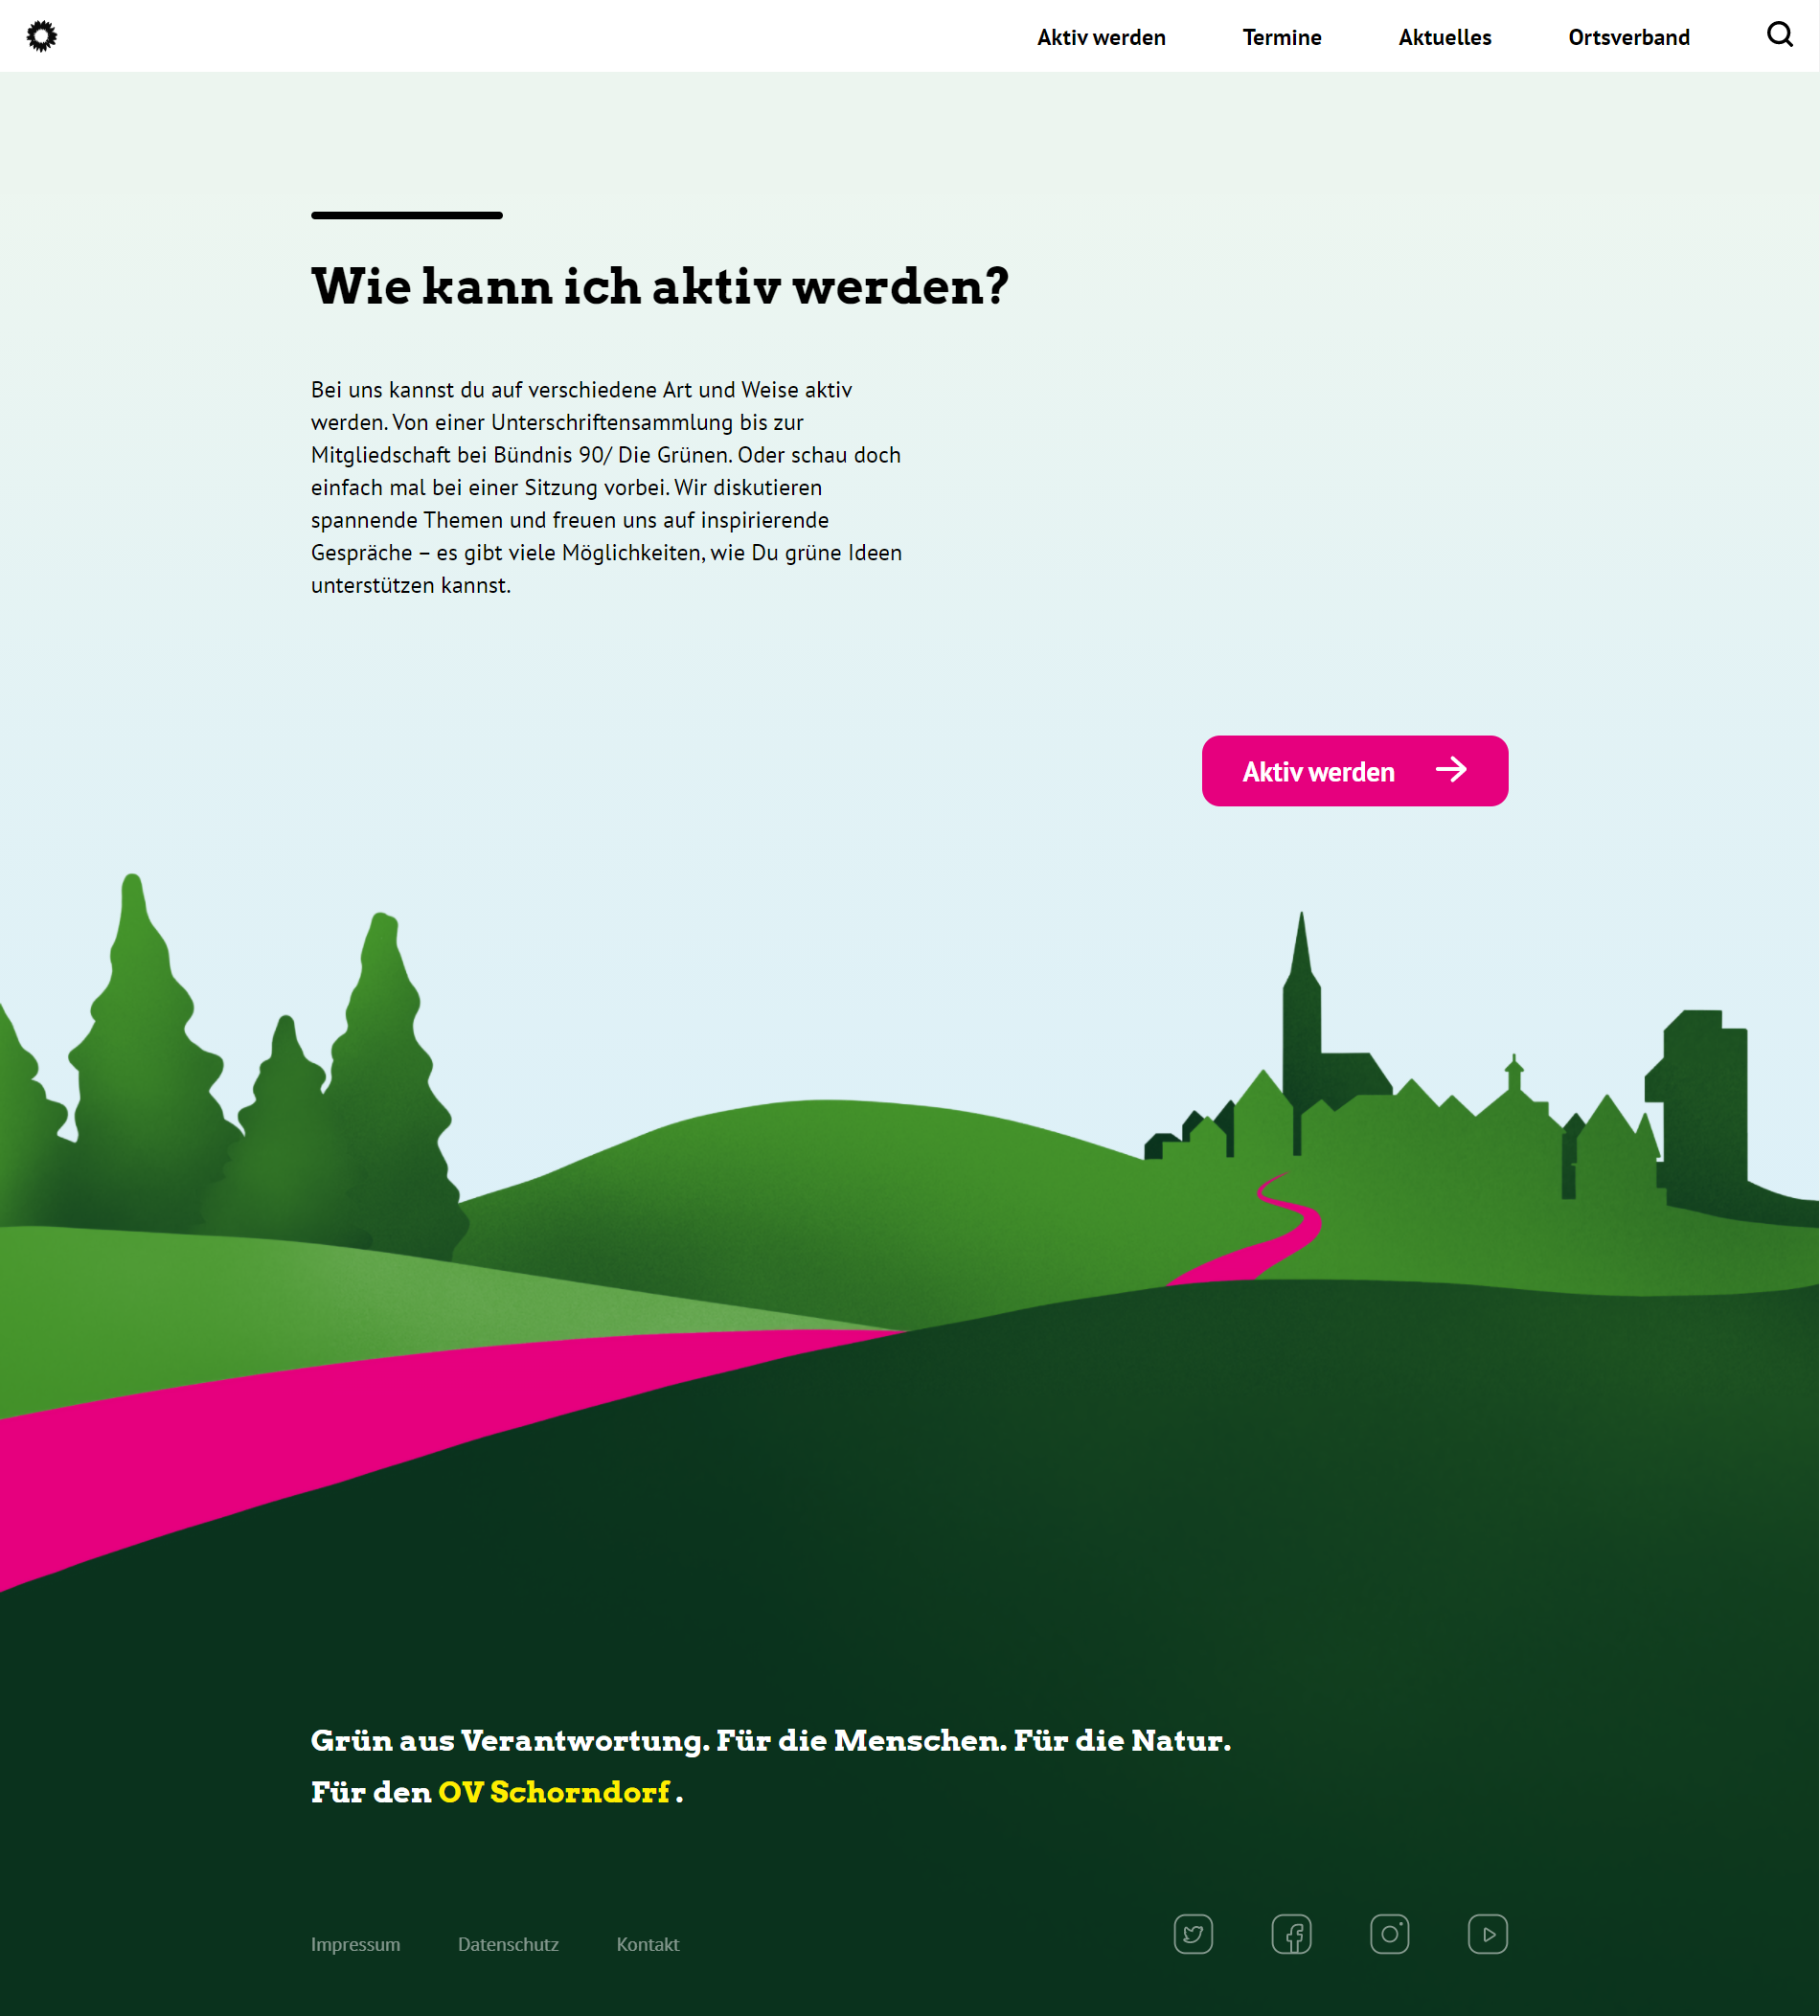 Aktiv werden Termine Aktuelles Ortsverband
Wie kann ich aktiv werden?
Bei uns kannst du auf verschiedene Art und Weise aktiv
werden. Von einer Unterschriftensammlung bis zur
Mitgliedschaft bei Bündnis 90/ Die Grünen. Oder schau doch
einfach mal bei einer Sitzung vorbei. Wir diskutieren
spannende Themen und freuen uns auf inspirierende
Gespräche – es gibt viele Möglichkeiten, wie Du grüne Ideen
unterstützen kannst.
Aktiv werden
Grün aus Verantwortung. Für die Menschen. Für die Natur.
Für den OV Schorndorf .
Impressum Datenschutz Kontakt